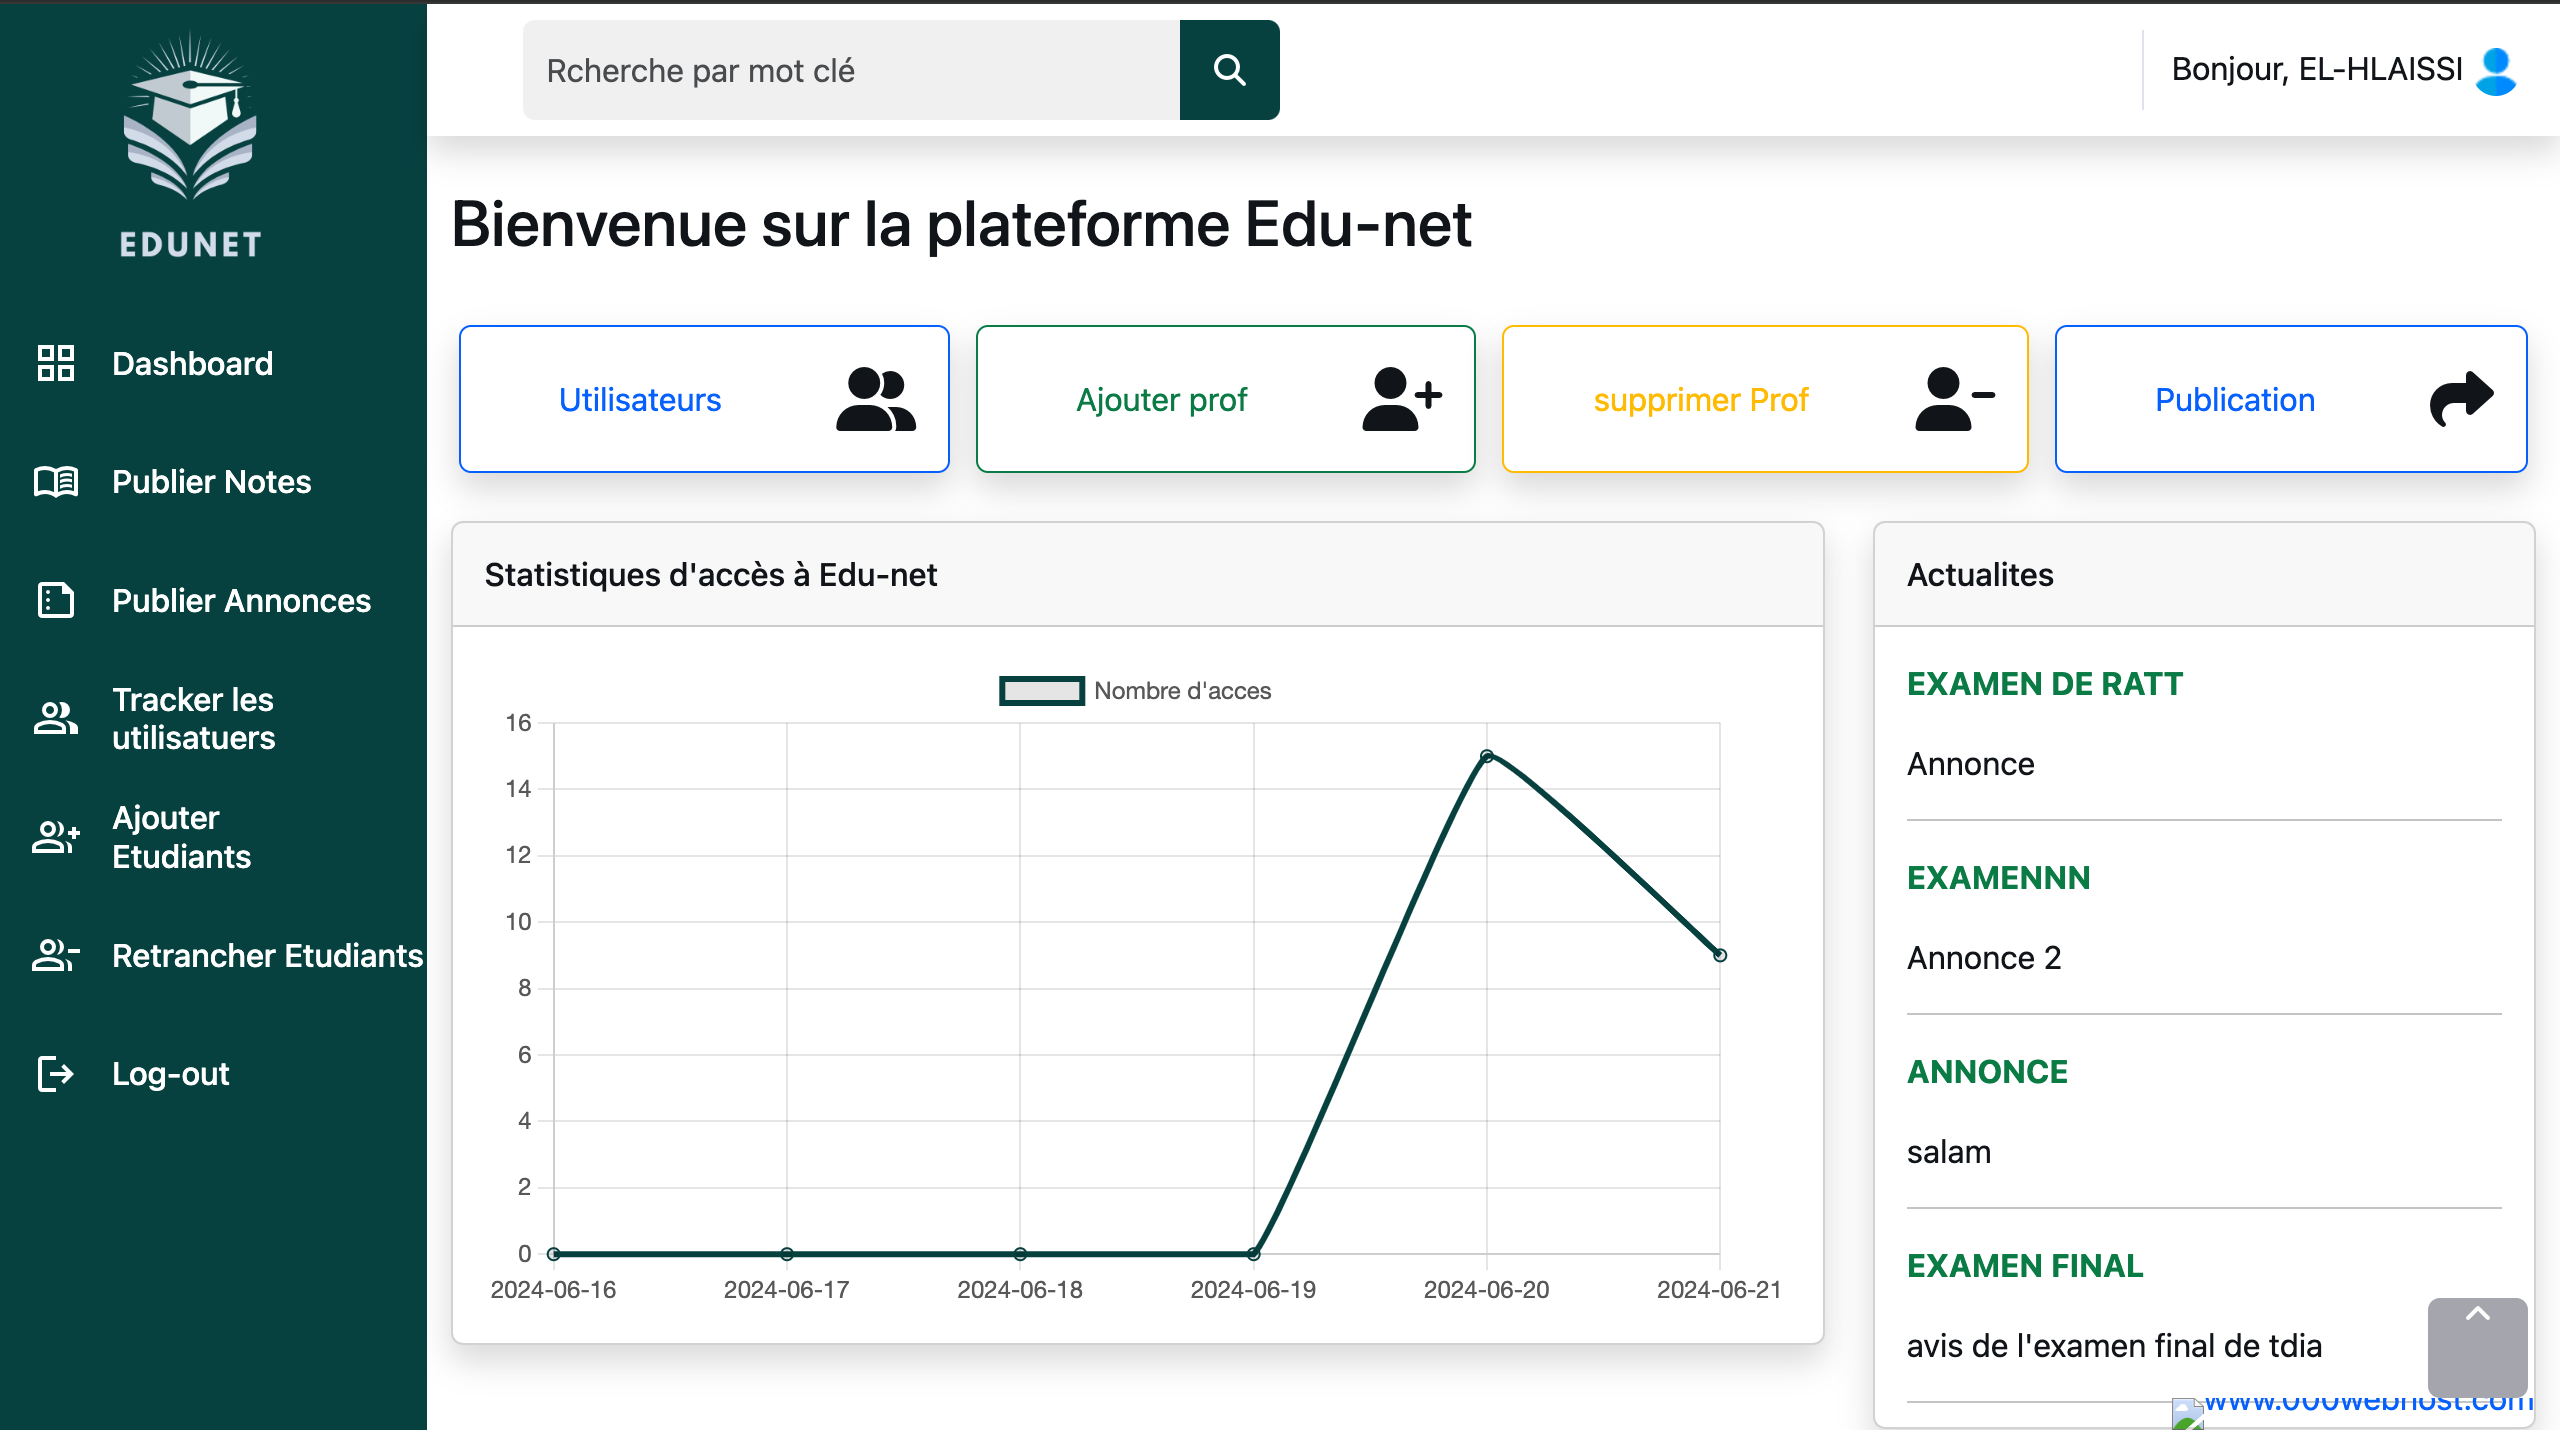 EDUNET
Dashboard
Publier Notes
Publier Annonces
Tracker les
utilisatuers
Ajouter
Etudiants
Retrancher Etudiants
Log-out
Rcherche par mot clé
Bonjour, EL-HLAISSI
Bienvenue sur la plateforme Edu-net
Utilisateurs
Ajouter prof
supprimer Prof
Publication
Statistiques d'accès à Edu-net
Nombre d'acces
16
14
12
10
8
6
4
2
0
2024-06-16
2024-06-17
2024-06-18
2024-06-19
2024-06-20
2024-06-21
Actualites
EXAMEN DE RATT
Annonce
EXAMENNN
Annonce 2
ANNONCE
salam
EXAMEN FINAL
avis de l'examen final de tdia
www.000webhost.com